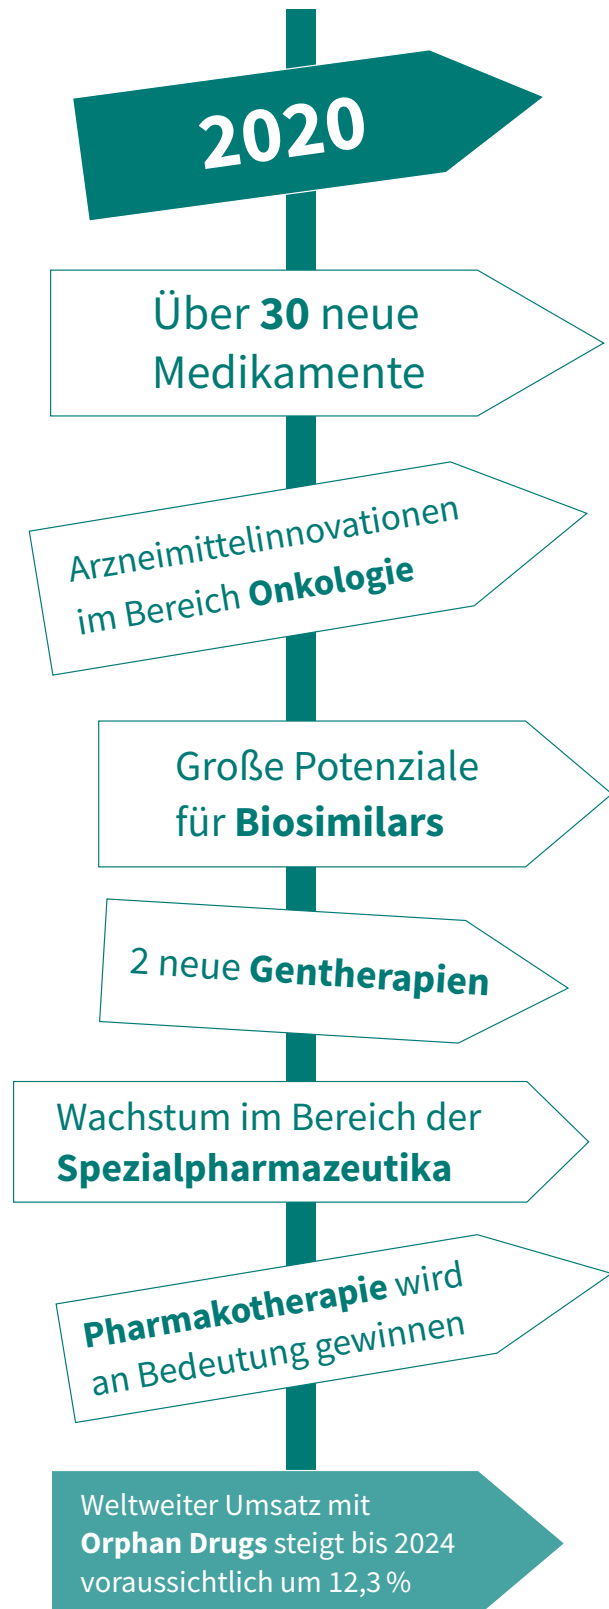 2020
Über 30 neue
Medikamente
Arzneimittelinnovationen
im Bereich Onkologie
Große Potenziale
für Biosimilars
2 neue Gentherapien
Wachstum im Bereich der
Spezialpharmazeutika
Pharmakotherapie wird
an Bedeutung gewinnen
Weltweiter Umsatz mit
Orphan Drugs steigt bis 2024
voraussichtlich um 12,3 %